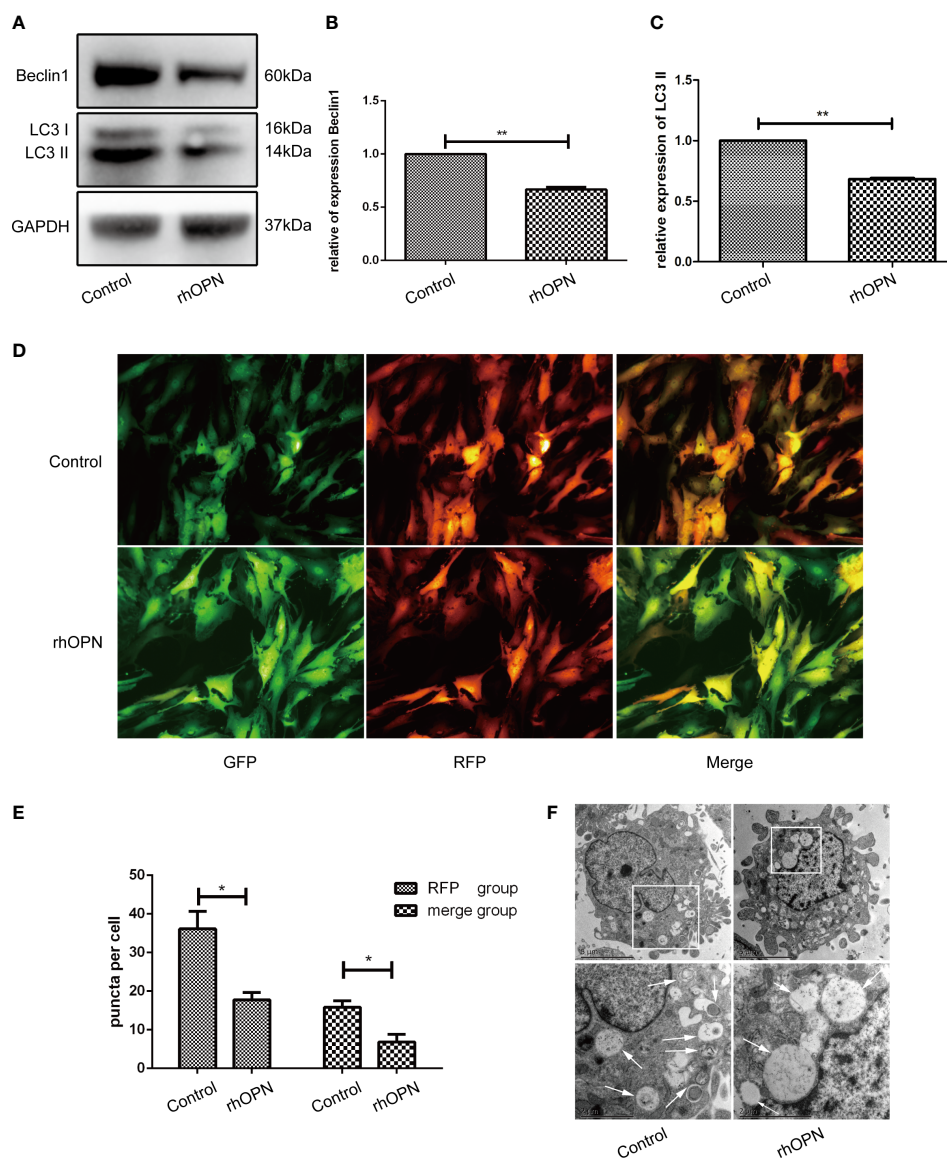 A
Beclin1
60kDa
LC3 I
16kDa
LC3 II
14kDa
GAPDH
37kDa
Control
rhOPN
B
relative of expression Beclin1
1.5
1.0
0.5
0.0
**
Control
rhOPN
C
relative expression of LC3 II
1.5
1.0
0.5
0.0
**
Control
rhOPN
D
Control
rhOPN
GFP
RFP
Merge
E
puncta per cell
50
40
30
20
10
0
*
*
RFP group
merge group
Control
rhOPN
Control
rhOPN
F
Control
rhOPN